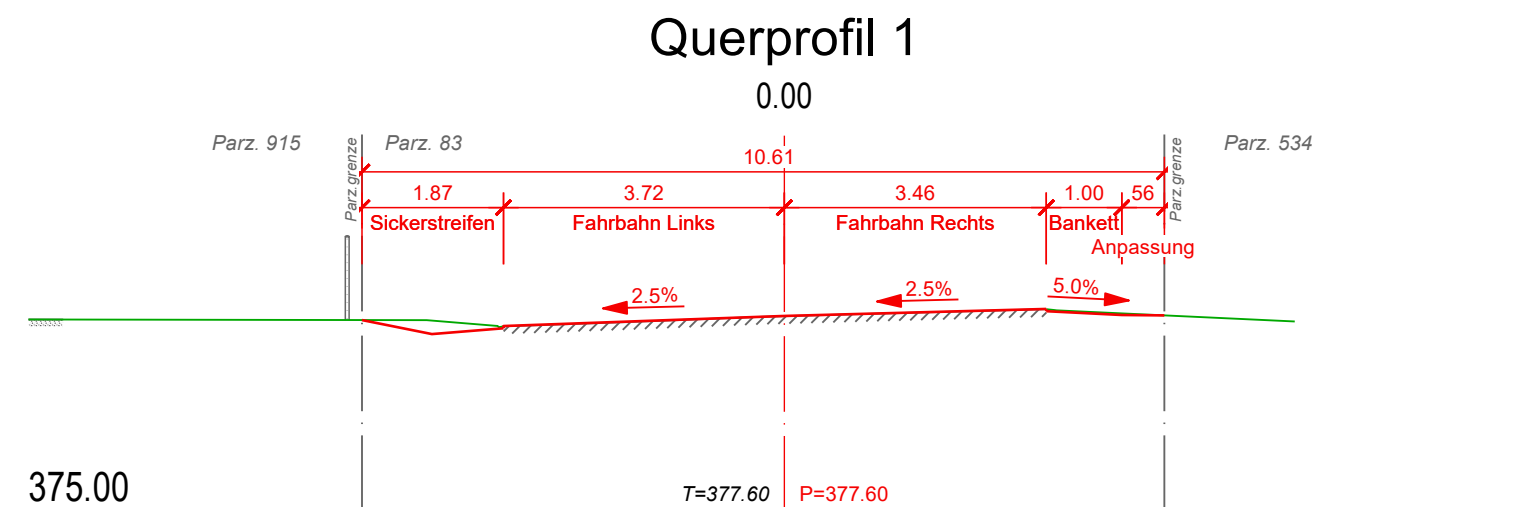 Querprofil 1
0.00
Parz. 915
Parz.grenze
Parz. 83
10.61
Parz.grenze
Parz. 534
1.87
3.72
3.46
1.00
56
Sickerstreifen
Fahrbahn Links
Fahrbahn Rechts
Bankett
Anpassung
2.5%
2.5%
5.0%
375.00
T=377.60
P=377.60